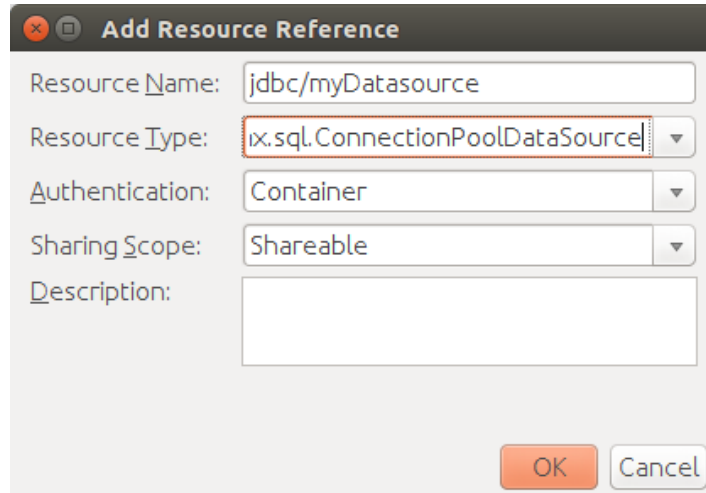 Add Resource Reference
Resource Name: jdbc/myDatasource
Resource Type: x.sql.ConnectionPoolDataSource
Authentication: Container
Sharing Scope: Shareable
Description:
OK Cancel